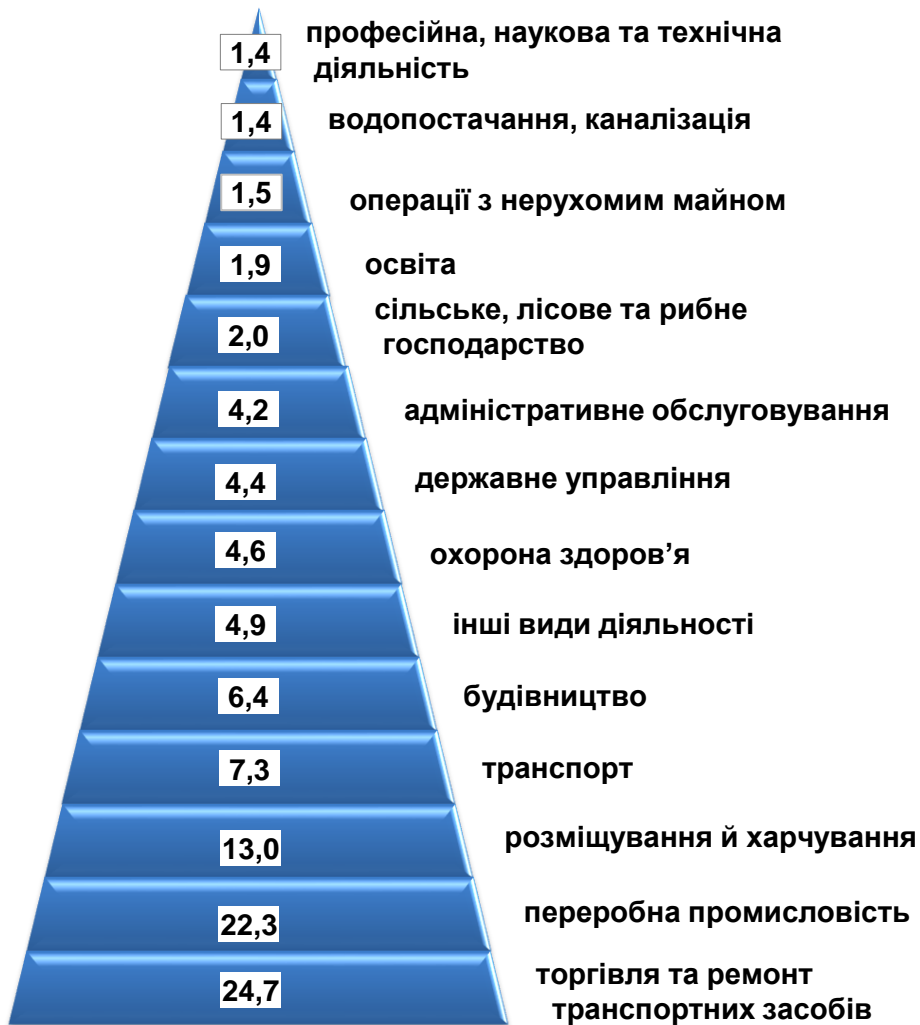 1,4
професійна, наукова та технічна
діяльність
1,4
водопостачання, каналізація
1,5
операції з нерухомим майном
1,9
освіта
2,0
сільське, лісове та рибне
господарство
4,2
адміністративне обслуговування
4,4
державне управління
4,6
охорона здоров’я
4,9
інші види діяльності
6,4
будівництво
7,3
транспорт
13,0
розміщування й харчування
22,3
переробна промисловість
24,7
торгівля та ремонт
транспортних засобів